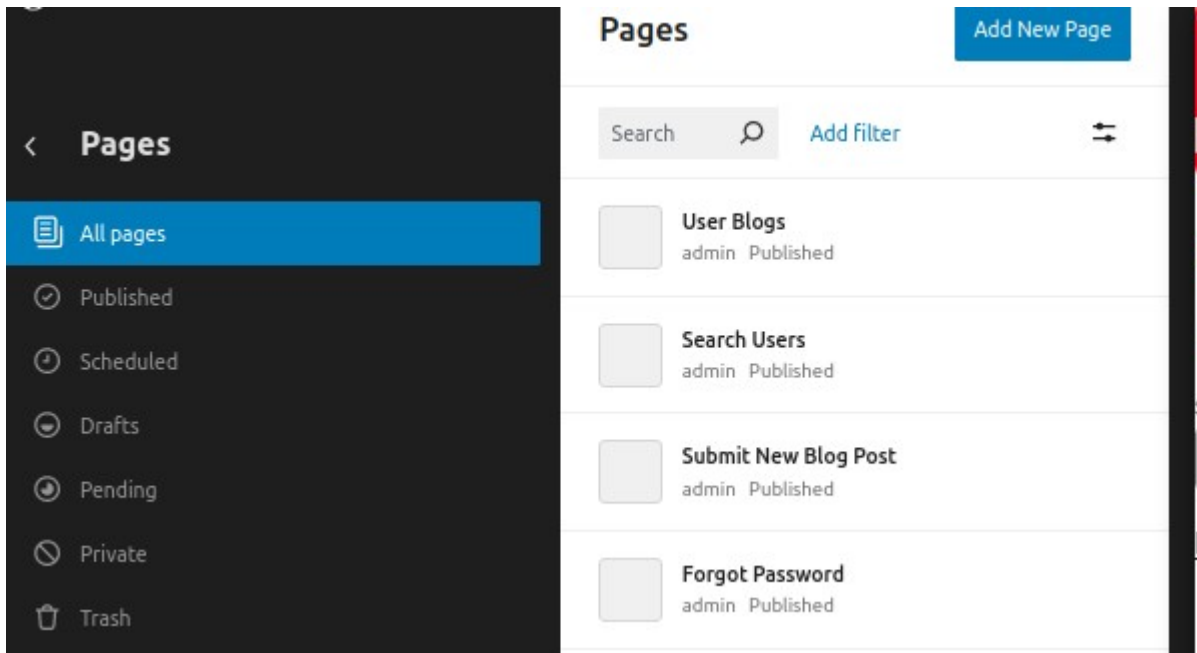 Pages
All pages
Published
Scheduled
Drafts
Pending
Private
Trash
Pages
Add New Page
Search
Add filter
User Blogs
admin Published
Search Users
admin Published
Submit New Blog Post
admin Published
Forgot Password
admin Published